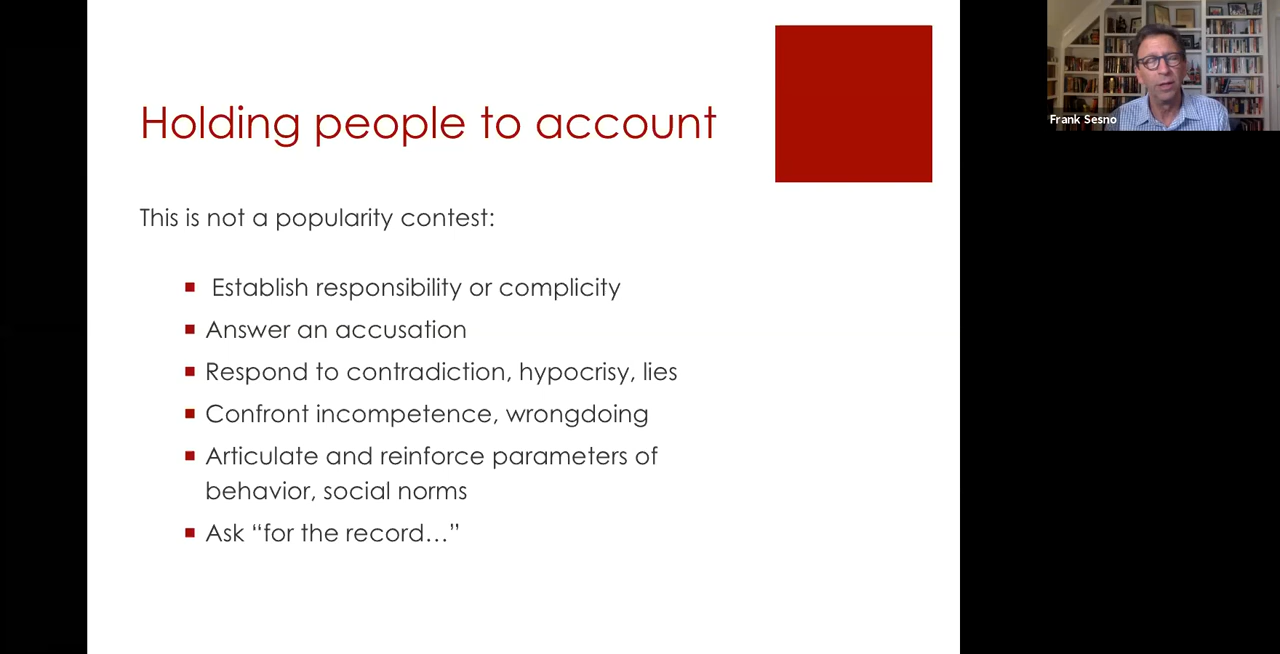 Holding people to account
This is not a popularity contest:
■ Establish responsibility or complicity
■ Answer an accusation
■ Respond to contradiction, hypocrisy, lies
■ Confront incompetence, wrongdoing
■ Articulate and reinforce parameters of
behavior, social norms
■ Ask “for the record…”
Frank Sesno